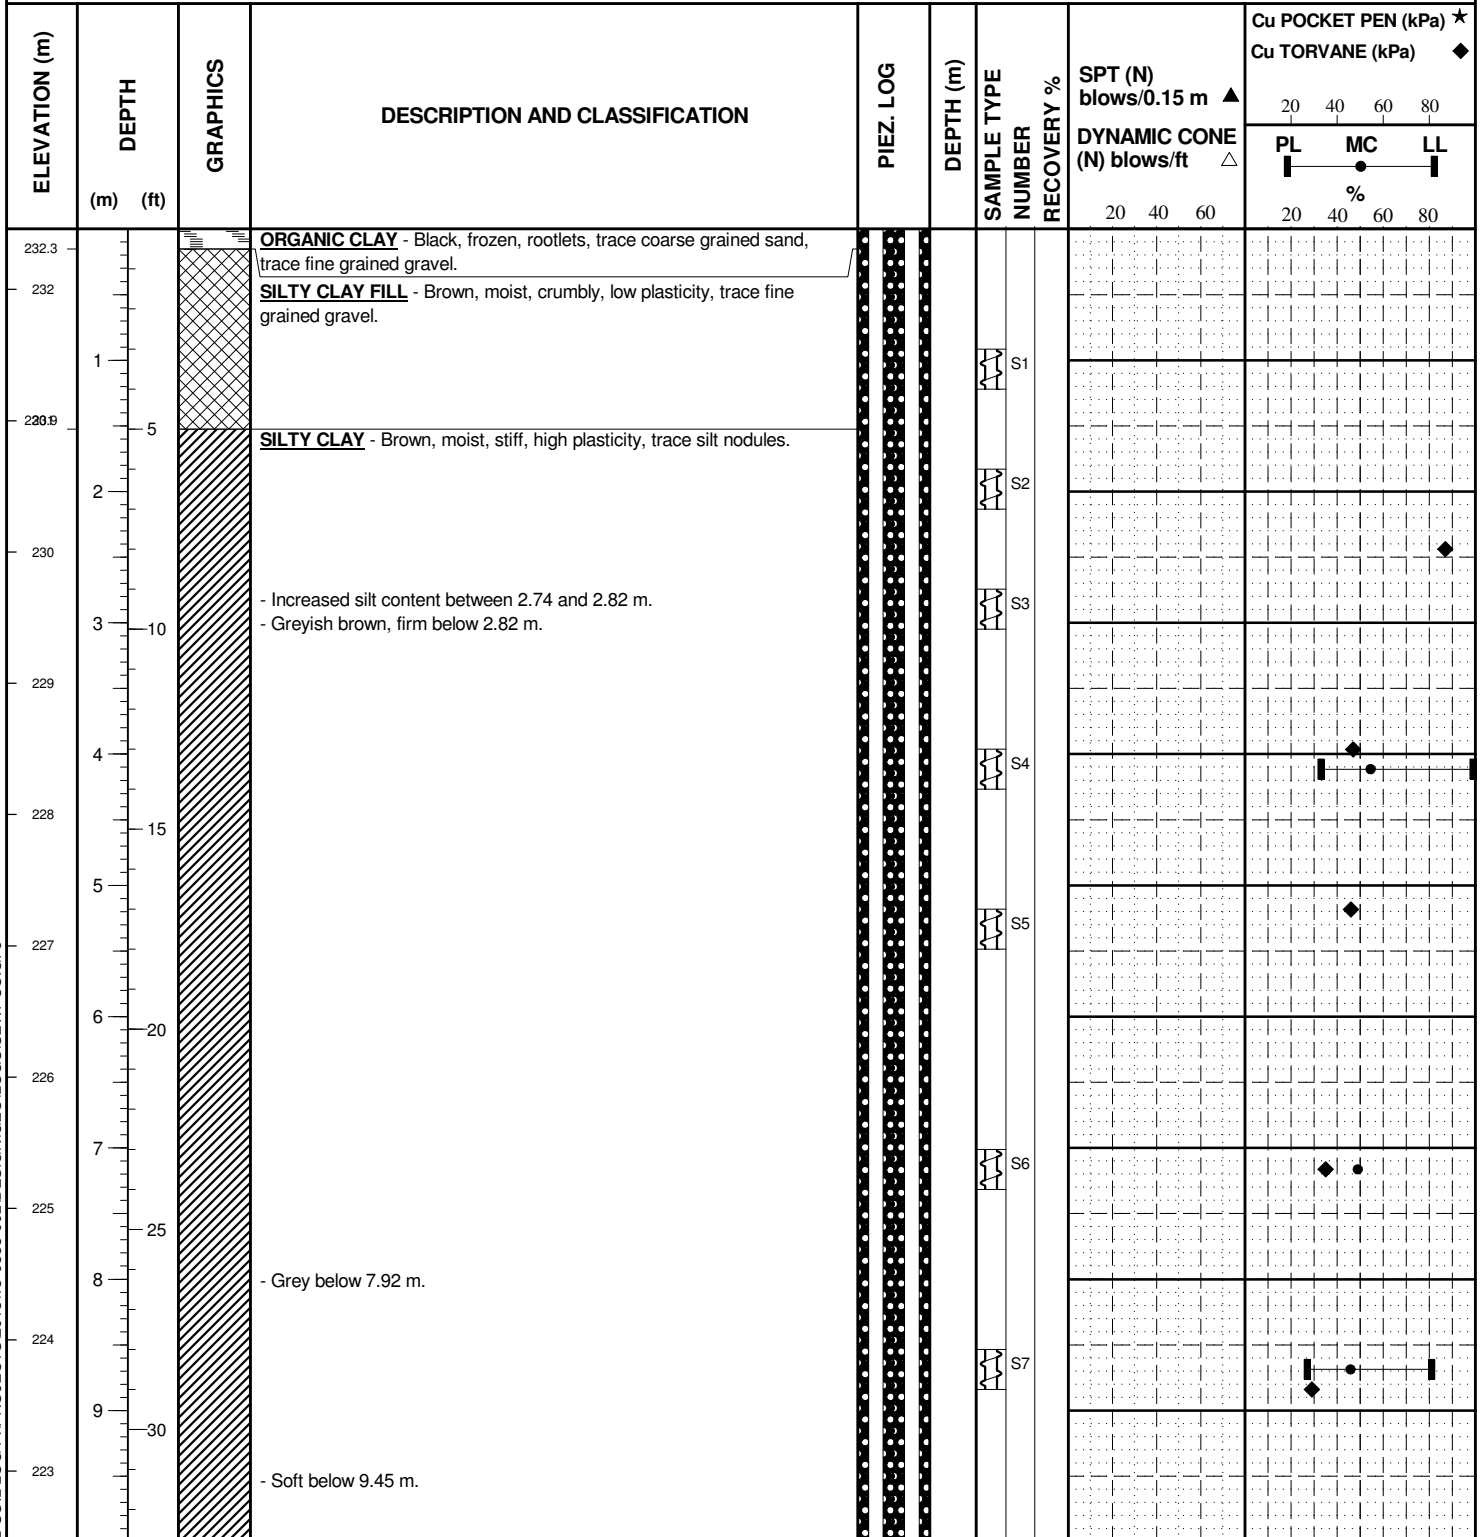 Cu POCKET PEN (kPa) ★
Cu TORVANE (kPa) ◆
ELEVATION (m)
DEPTH
(m) (ft)
GRAPHICS
DESCRIPTION AND CLASSIFICATION
PIEZ. LOG
DEPTH (m)
SAMPLE TYPE
NUMBER
RECOVERY %
SPT (N)
blows/0.15 m ▲
DYNAMIC CONE
(N) blows/ft △
20 40 60
20 40 60 80
PL MC LL
%
20 40 60 80
232.3
ORGANIC CLAY - Black, frozen, rootlets, trace coarse grained sand,
trace fine grained gravel.
232
SILTY CLAY FILL - Brown, moist, crumbly, low plasticity, trace fine
grained gravel.
1
S1
5
SILTY CLAY - Brown, moist, stiff, high plasticity, trace silt nodules.
2
S2
230
- Increased silt content between 2.74 and 2.82 m.
S3
3
10
- Greyish brown, firm below 2.82 m.
229
4
S4
228
15
5
S5
227
6
20
226
7
S6
225
25
8
- Grey below 7.92 m.
224
S7
9
30
223
- Soft below 9.45 m.